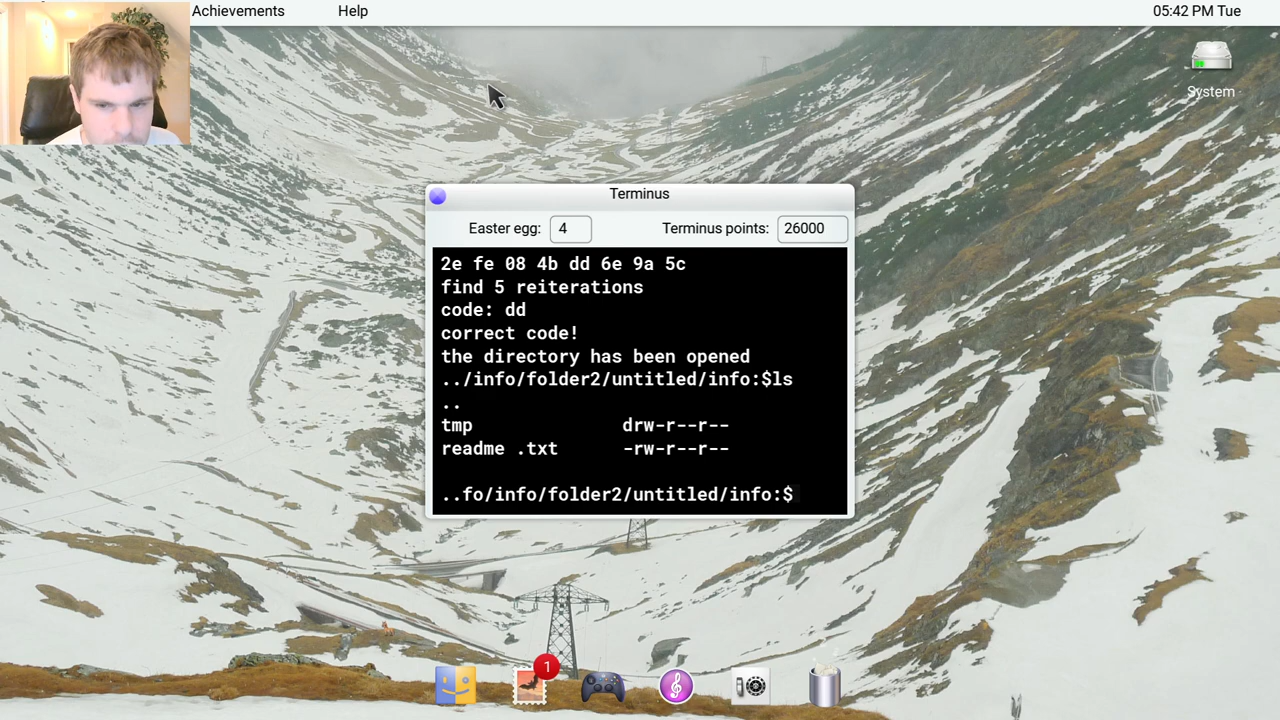 Achievements Help 05:42 PM Tue
System
Terminus
Easter egg: 4 Terminus points: 26000
2e fe 08 4b dd 6e 9a 5c
find 5 reiterations
code: dd
correct code!
the directory has been opened
../info/folder2/untitled/info:$ls
..
tmp drw-r--r--
readme .txt -rw-r--r--
..fo/info/folder2/untitled/info:$
1